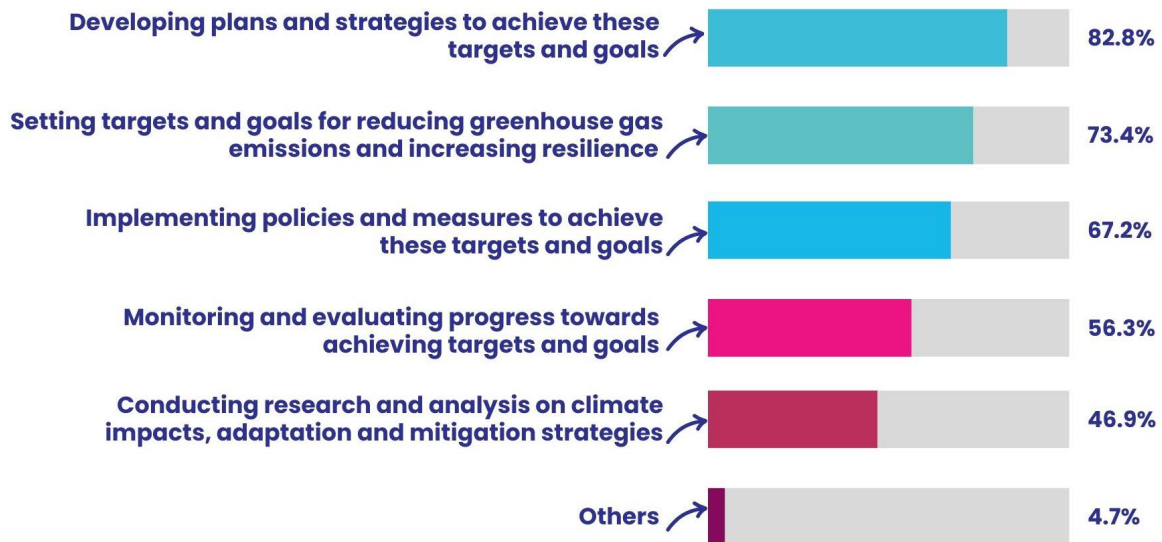 Developing plans and strategies to achieve these
targets and goals
82.8%
Setting targets and goals for reducing greenhouse gas
emissions and increasing resilience
73.4%
Implementing policies and measures to achieve
these targets and goals
67.2%
Monitoring and evaluating progress towards
achieving targets and goals
56.3%
Conducting research and analysis on climate
impacts, adaptation and mitigation strategies
46.9%
Others
4.7%